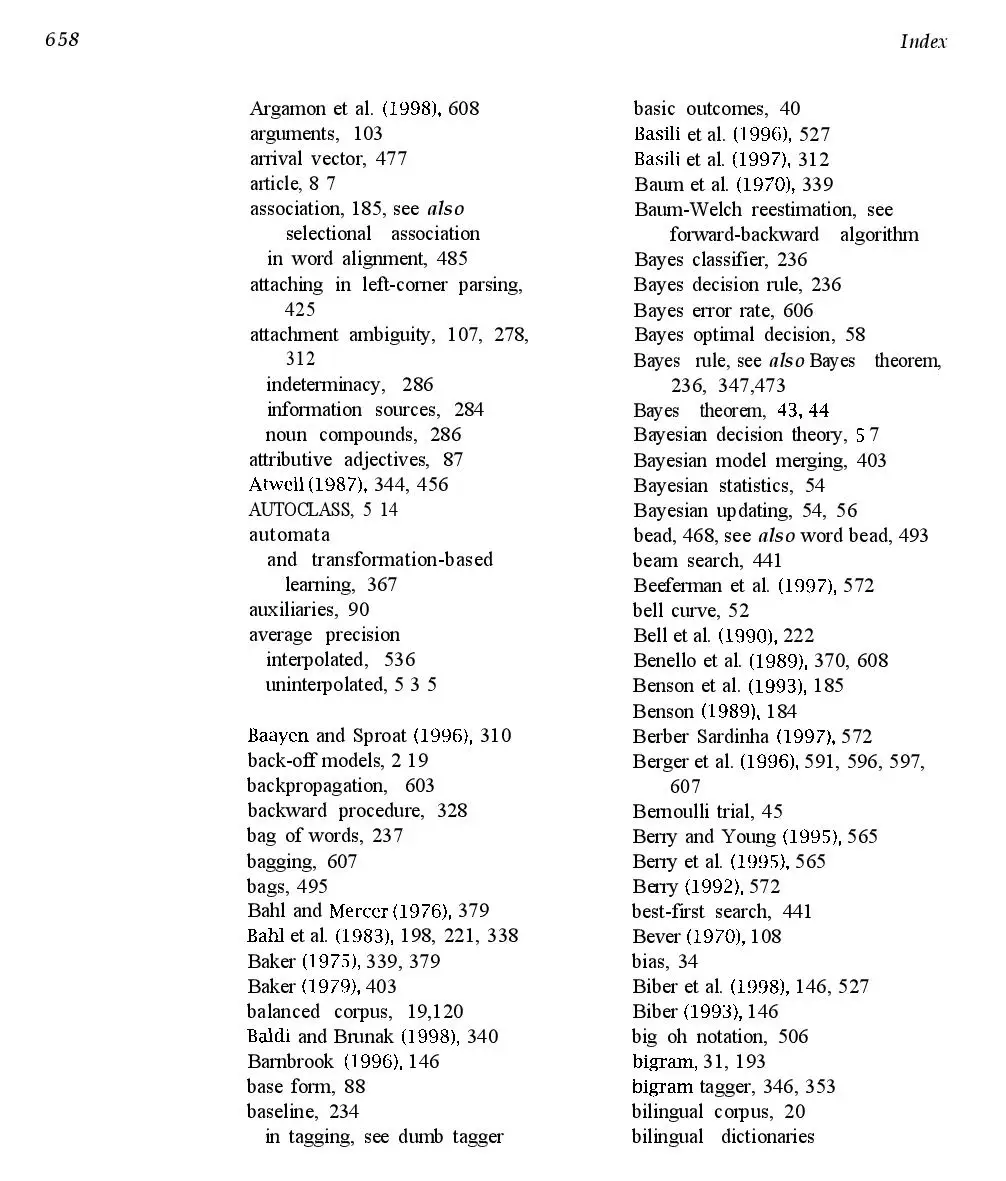 658
Index
Argamon et al. (1998), 608
arguments, 103
arrival vector, 477
article, 8 7
association, 185, see also
selectional association
in word alignment, 485
attaching in left-corner parsing,
425
attachment ambiguity, 107, 278,
312
indeterminacy, 286
information sources, 284
noun compounds, 286
attributive adjectives, 87
Atwell (1987), 344, 456
AUTOCLASS, 5 14
automata
and transformation-based
learning, 367
auxiliaries, 90
average precision
interpolated, 536
uninterpolated, 5 3 5
Baayen and Sproat (1996), 310
back-off models, 2 19
backpropagation, 603
backward procedure, 328
bag of words, 237
bagging, 607
bags, 495
Bahl and Mercer (1976), 379
Bahl et al. (1983), 198, 221, 338
Baker (1975), 339, 379
Baker (1979), 403
balanced corpus, 19,120
Baldi and Brunak (1998), 340
Barnbrook (1996), 146
base form, 88
baseline, 234
in tagging, see dumb tagger
basic outcomes, 40
Basili et al. (1996), 527
Basili et al. (1997), 312
Baum et al. (1970), 339
Baum-Welch reestimation, see
forward-backward algorithm
Bayes classifier, 236
Bayes decision rule, 236
Bayes error rate, 606
Bayes optimal decision, 58
Bayes rule, see also Bayes theorem,
236, 347,473
Bayes theorem, 43, 44
Bayesian decision theory, 5 7
Bayesian model merging, 403
Bayesian statistics, 54
Bayesian updating, 54, 56
bead, 468, see also word bead, 493
beam search, 441
Beeferman et al. (1997), 572
bell curve, 52
Bell et al. (1990), 222
Benello et al. (1989), 370, 608
Benson et al. (1993), 185
Benson (1989), 184
Berber Sardinha (1997), 572
Berger et al. (1996), 591, 596, 597,
607
Bernoulli trial, 45
Berry and Young (1995), 565
Berry et al. (1995), 565
Berry (1992), 572
best-first search, 441
Bever (1970), 108
bias, 34
Biber et al. (1998), 146, 527
Biber (1993), 146
big oh notation, 506
bigram, 31, 193
bigram tagger, 346, 353
bilingual corpus, 20
bilingual dictionaries